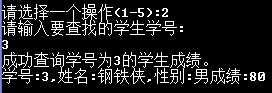 请选择一个操作(1-5):2
请输入要查找的学生学号:
3
成功查询学号为3的学生成绩。
学号:3,姓名:钢铁侠,性别:男成绩:80